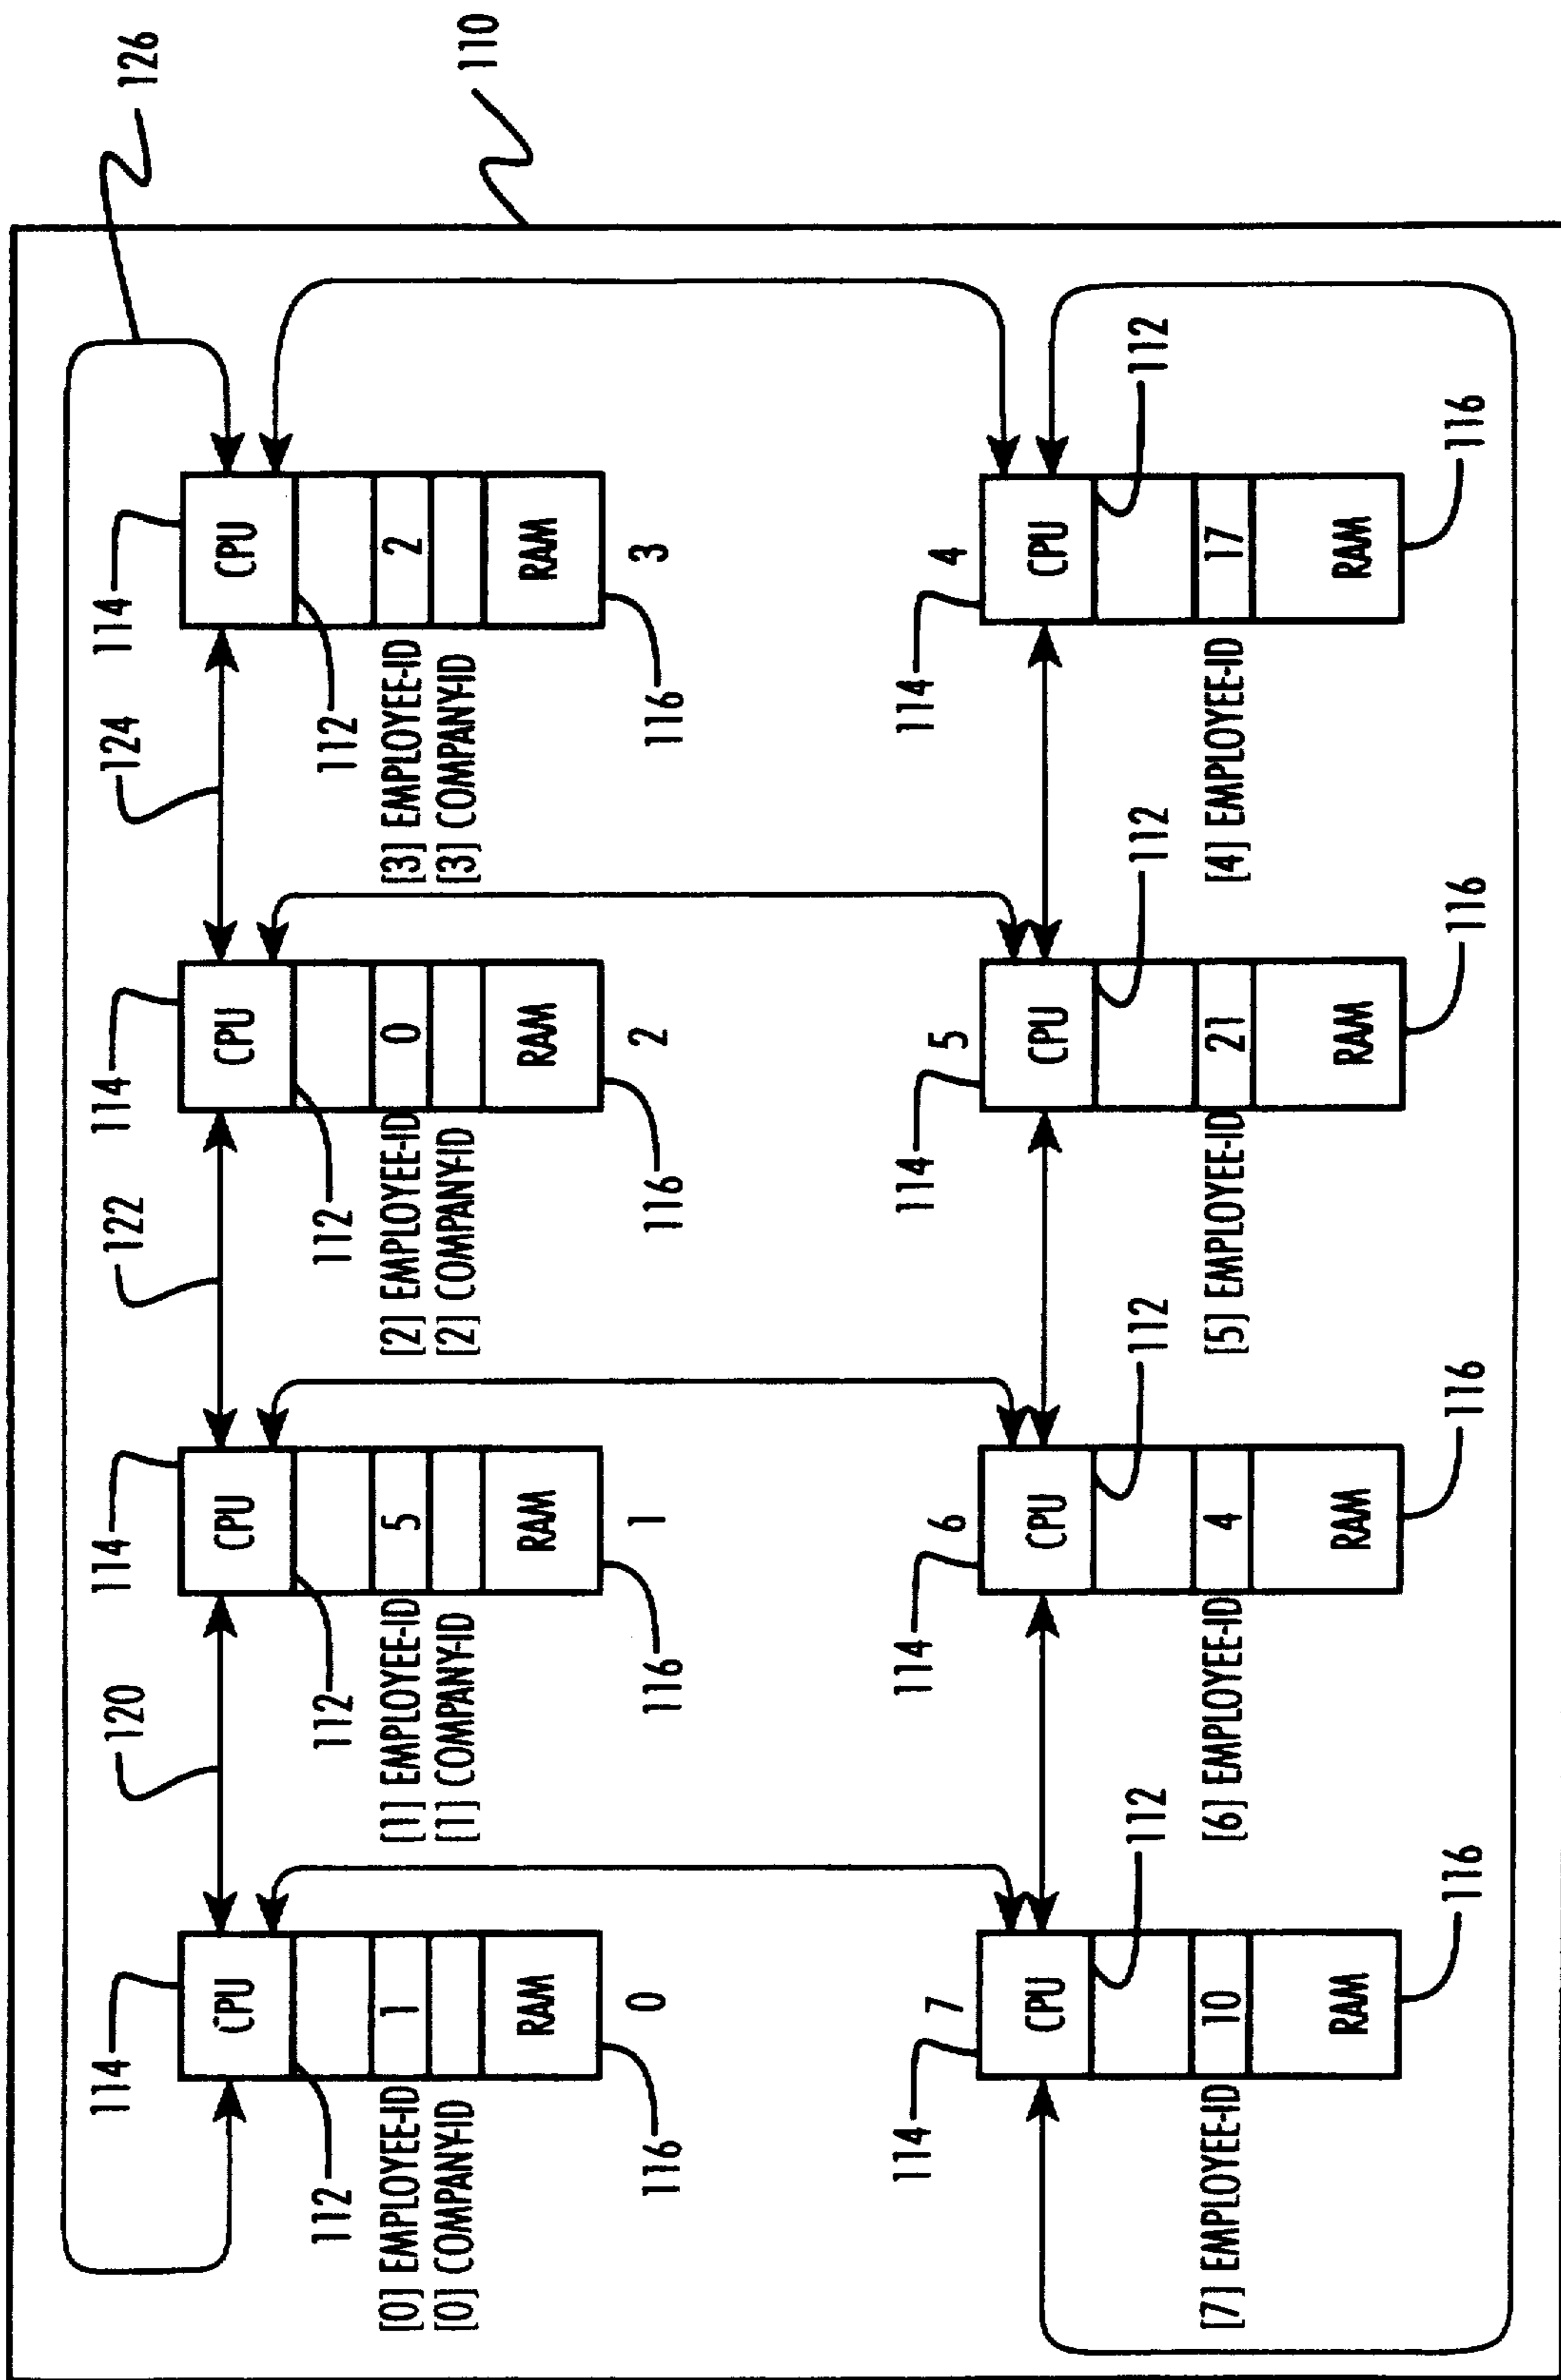 114 120 114 122 114 124 114 126
CPU CPU CPU CPU
112 112 112 112
[0] EMPLOYEE-ID 1 [1] EMPLOYEE-ID 5 [2] EMPLOYEE-ID 0 [3] EMPLOYEE-ID 2
[0] COMPANY-ID [1] COMPANY-ID [2] COMPANY-ID [3] COMPANY-ID
110
RAM RAM RAM RAM
116 0 116 1 116 2 116 3
114 7 114 6 114 5 114 4
CPU CPU CPU CPU
112 112 112 112
[7] EMPLOYEE-ID 10 [6] EMPLOYEE-ID 4 [5] EMPLOYEE-ID 21 [4] EMPLOYEE-ID 17
RAM RAM RAM RAM
116 116 116 116